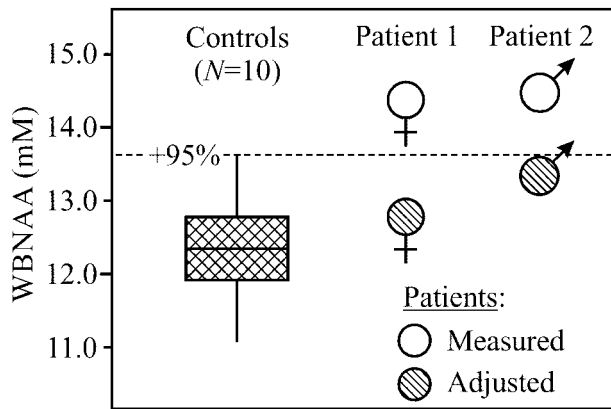 Controls
(N=10)
Patient 1
Patient 2
WBNAA (mM)
15.0
14.0
13.0
12.0
11.0
+95%
Patients:
Measured
Adjusted